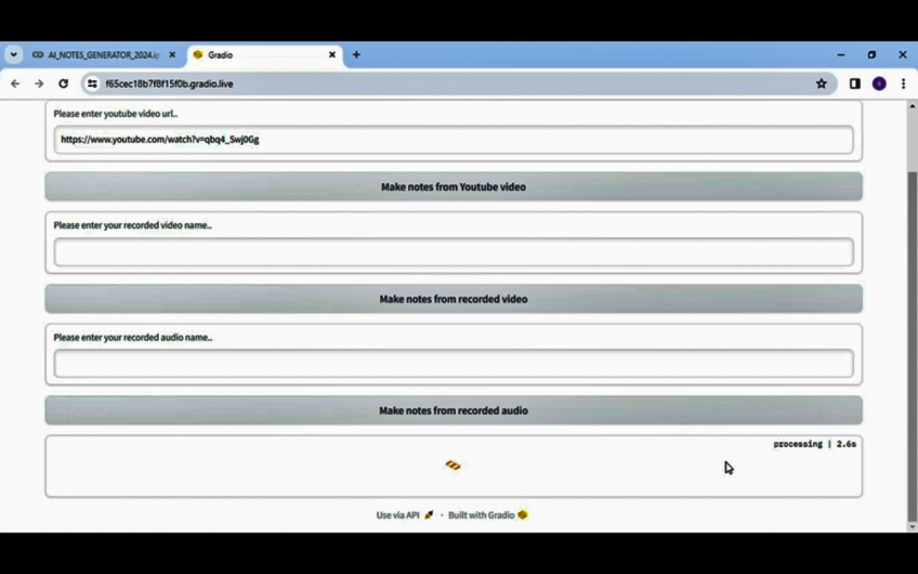 AI_NOTES_GENERATOR_2024.ip
Gradio
f65cec18b7f8f15f0b.gradio.live
Please enter youtube video url..
https://www.youtube.com/watch?v=qbq4_Swj0Gg
Make notes from Youtube video
Please enter your recorded video name..
Make notes from recorded video
Please enter your recorded audio name..
Make notes from recorded audio
processing | 2.6s
Use via API · Built with Gradio